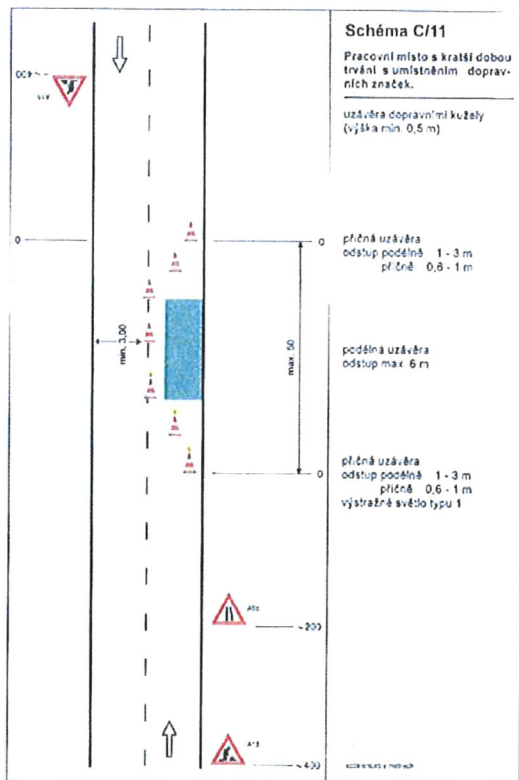 Schéma C/11
Pracovní místo s kratší dobou
trvání s umístněním doprav-
ních značek.
uzávěra dopravními kužely
(výška min. 0,5 m)
~400
A15
0
0
příčná uzávěra
odstup podélně 1 - 3 m
příčně 0,6 - 1 m
min. 3,00
max. 50
podélná uzávěra
odstup max. 6 m
0
příčná uzávěra
odstup podélně 1 - 3 m
příčně 0,6 - 1 m
výstražné světlo typu 1
~200
A15
~400